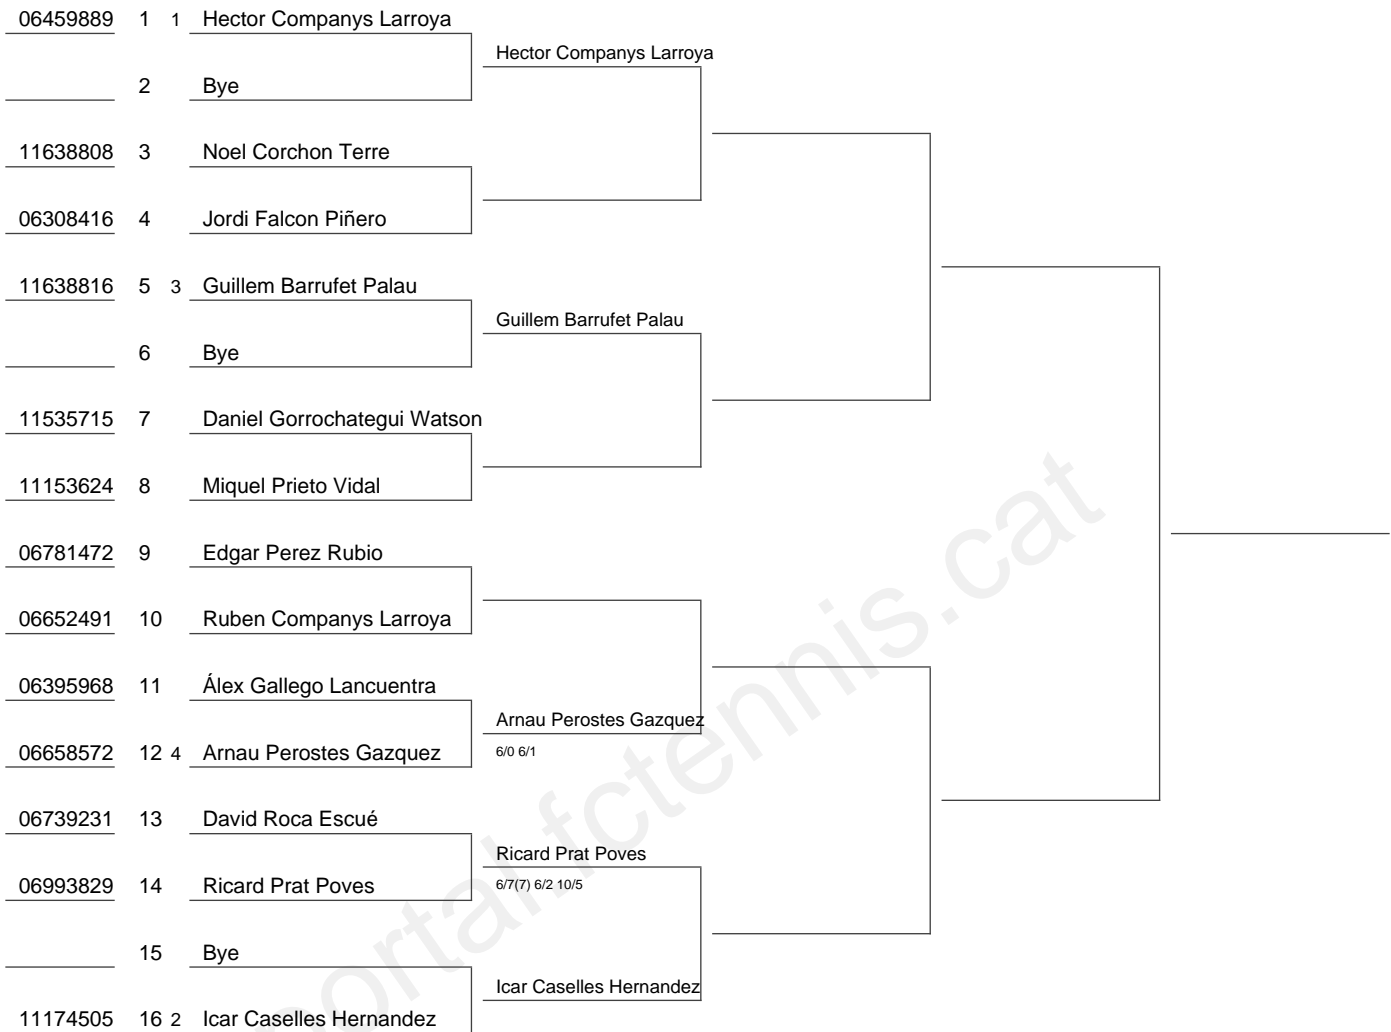 06459889 1 1 Hector Companys Larroya
Hector Companys Larroya
2 Bye
11638808 3 Noel Corchon Terre
06308416 4 Jordi Falcon Piñero
11638816 5 3 Guillem Barrufet Palau
Guillem Barrufet Palau
6 Bye
11535715 7 Daniel Gorrochategui Watson
11153624 8 Miquel Prieto Vidal
06781472 9 Edgar Perez Rubio
06652491 10 Ruben Companys Larroya
06395968 11 Álex Gallego Lancuentra
Arnau Perostes Gazquez
06658572 12 4 Arnau Perostes Gazquez
6/0 6/1
06739231 13 David Roca Escué
Ricard Prat Poves
06993829 14 Ricard Prat Poves
6/7(7) 6/2 10/5
15 Bye
Icar Caselles Hernandez
11174505 16 2 Icar Caselles Hernandez
portal.fctennis.cat